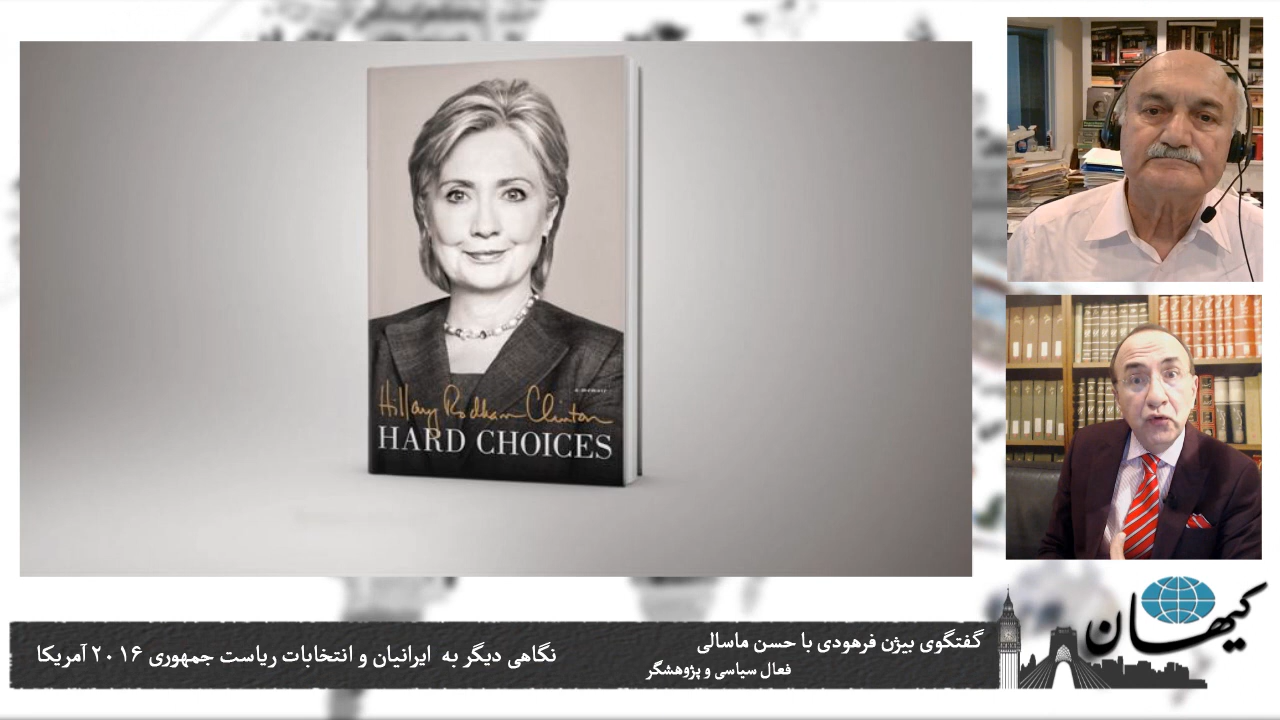 a memoir
Hillary Rodham Clinton
HARD CHOICES
کیهان
گفتگوی بیژن فرهودی با حسن ماسالی
فعال سیاسی و پژوهشگر
نگاهی دیگر به ایرانیان و انتخابات ریاست جمهوری ۲۰۱۶ آمریکا